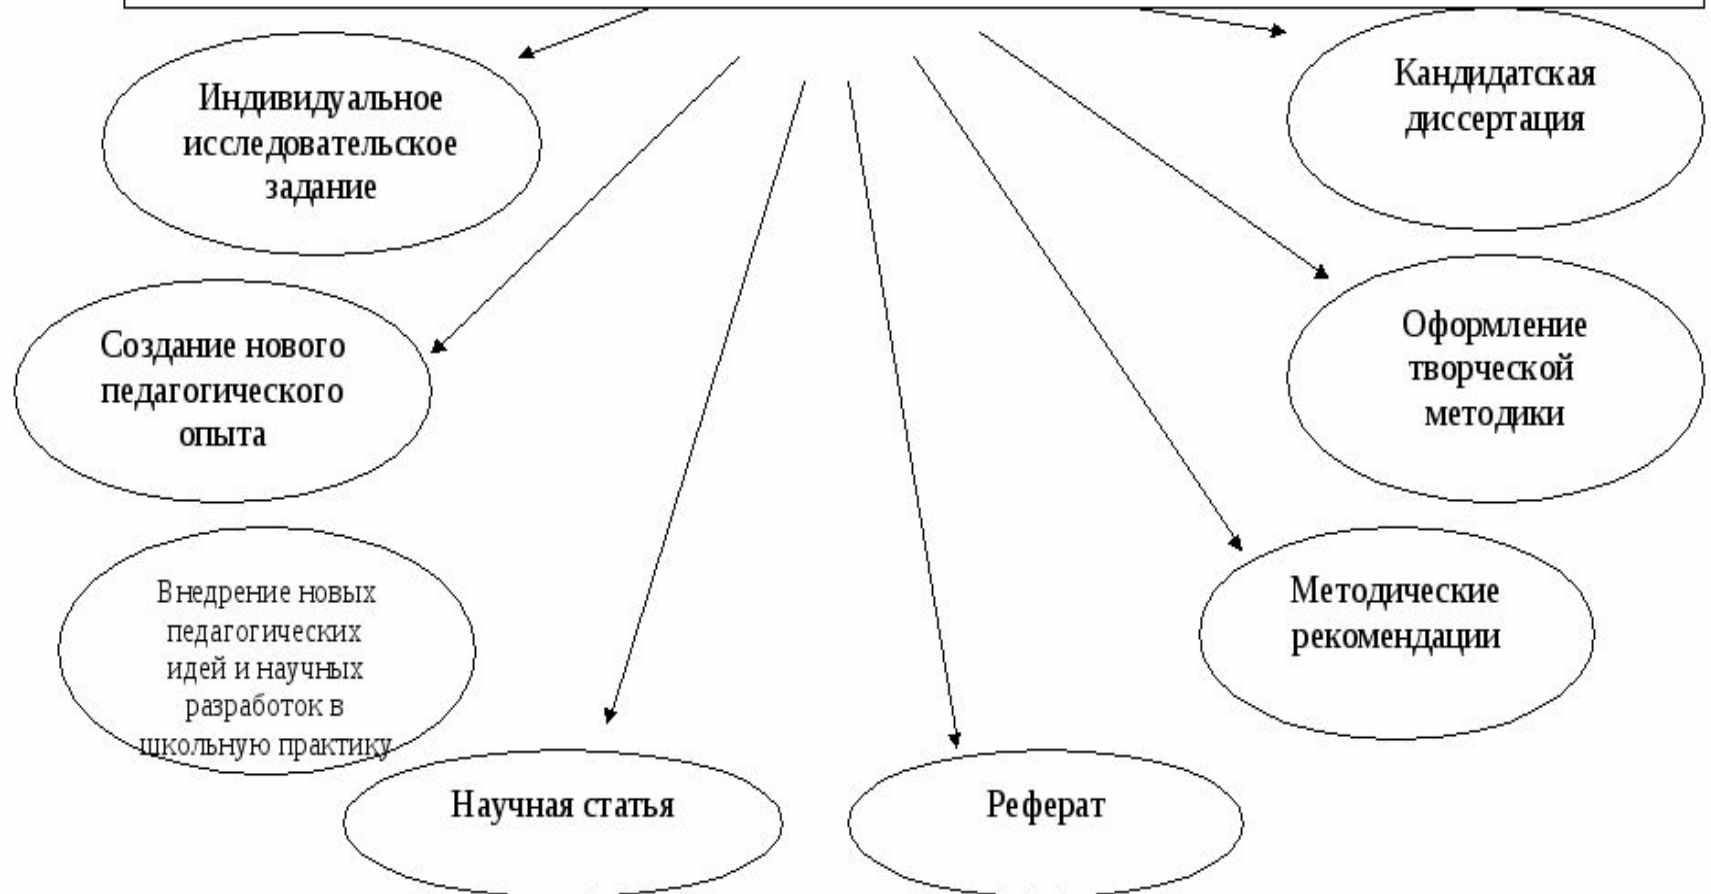 Индивидуальное
исследовательское
задание
Кандидатская
диссертация
Создание нового
педагогического
опыта
Оформление
творческой
методики
Внедрение новых
педагогических
идей и научных
разработок в
школьную практику
Методические
рекомендации
Научная статья
Реферат